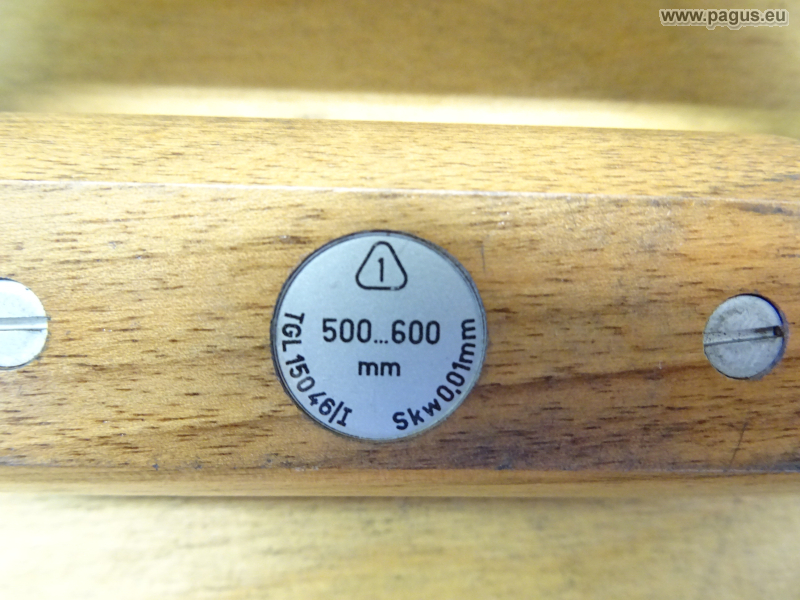 www.pagus.eu
1
500...600
mm
TGL 15046/I
Skw 0,01mm